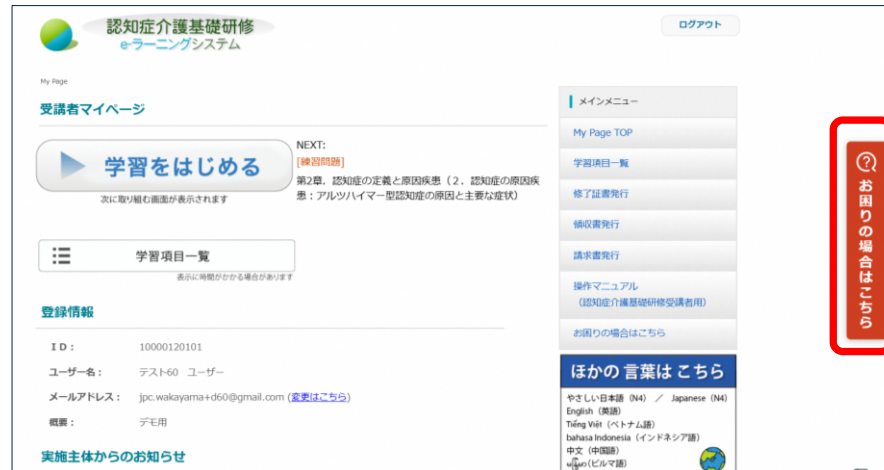 認知症介護基礎研修
e-ラーニングシステム
ログアウト
My Page
受講者マイページ
学習をはじめる
次に取り組む画面が表示されます
NEXT:
[練習問題]
第2章．認知症の定義と原因疾患（2．認知症の原因疾
患：アルツハイマー型認知症の原因と主要な症状）
学習項目一覧
表示に時間がかかる場合があります
登録情報
ID：
10000120101
ユーザー名：
テスト60 ユーザー
メールアドレス：
jpc.wakayama+d60@gmail.com (変更はこちら)
概要：
デモ用
実施主体からのお知らせ
メインメニュー
My Page TOP
学習項目一覧
修了証書発行
領収書発行
請求書発行
操作マニュアル
（認知症介護基礎研修受講者用）
お困りの場合はこちら
ほかの 言葉は こちら
やさしい日本語（N4） ／ Japanese（N4）
English（英語）
Tiếng Việt（ベトナム語）
bahasa Indonesia（インドネシア語）
中文（中国語）
（ビルマ語）
お困りの場合はこちら